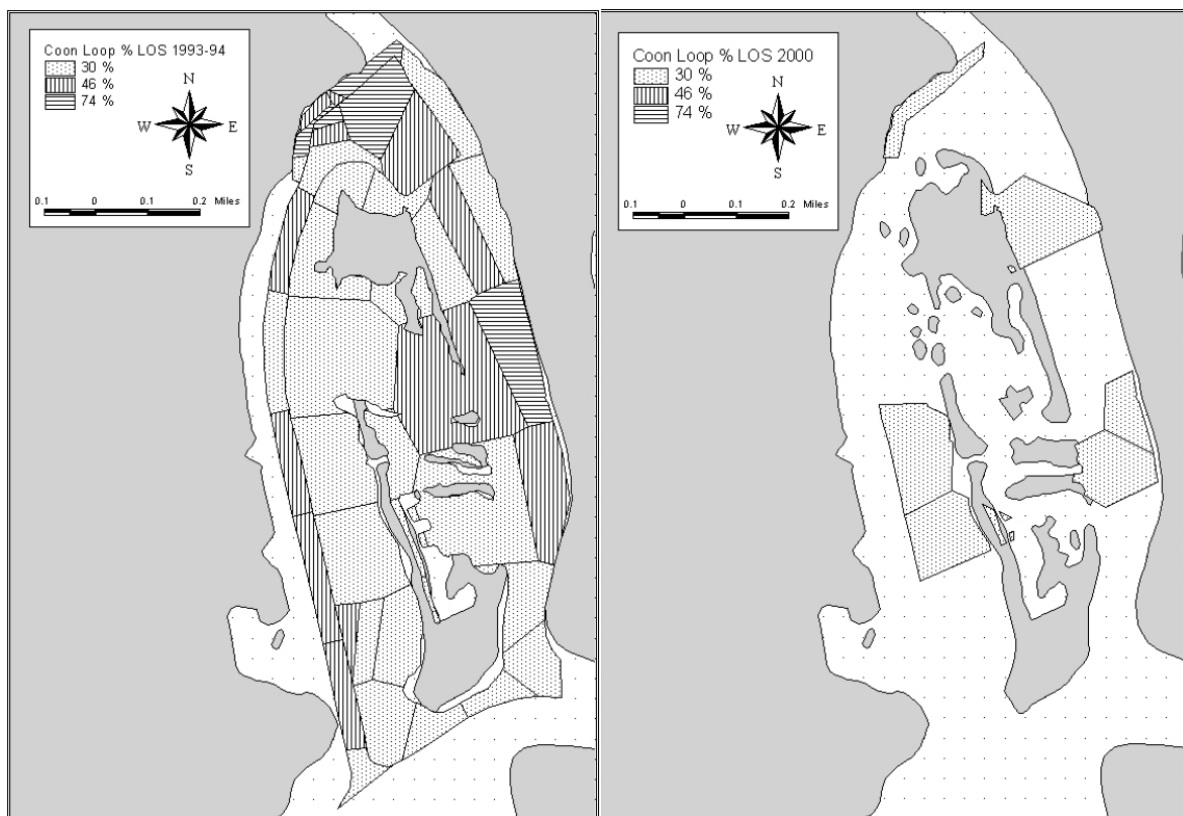 Coon Loop % LOS 1993-94
30 %
46 %
74 %
N
W E
S
0.1 0 0.1 0.2 Miles
Coon Loop % LOS 2000
30 %
46 %
74 %
N
W E
S
0.1 0 0.1 0.2 Miles